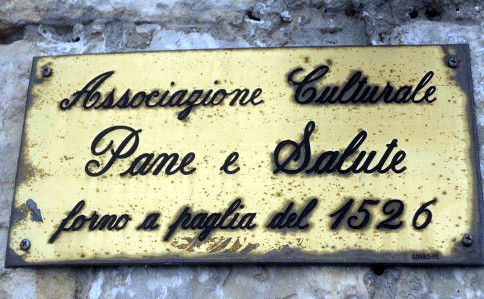 Associazione Culturale
Pane e Salute
forno a paglia del 1526